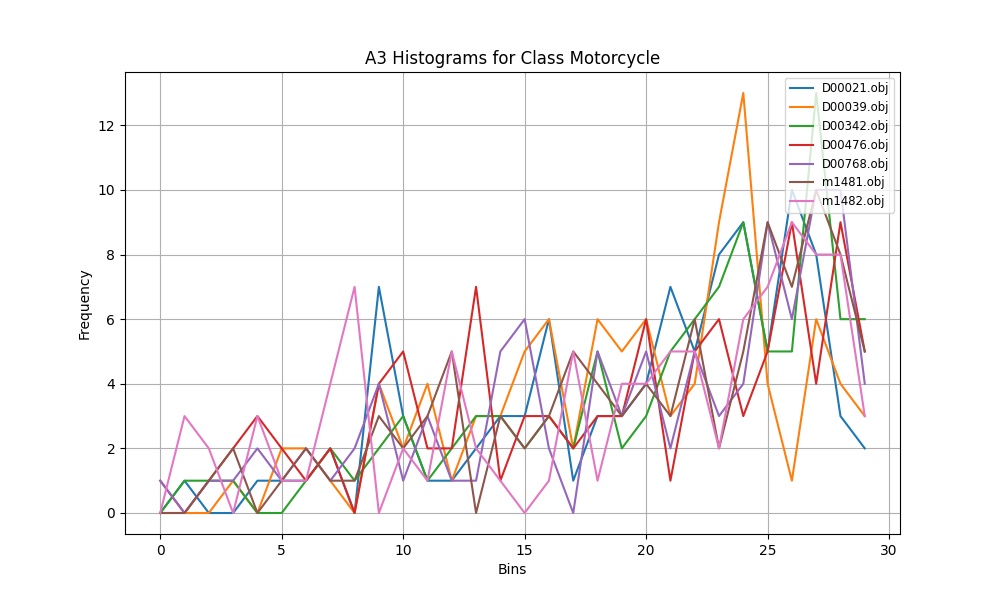 A3 Histograms for Class Motorcycle
D00021.obj
D00039.obj
D00342.obj
D00476.obj
D00768.obj
m1481.obj
m1482.obj
Frequency
12
10
8
6
4
2
0
0 5 10 15 20 25 30
Bins